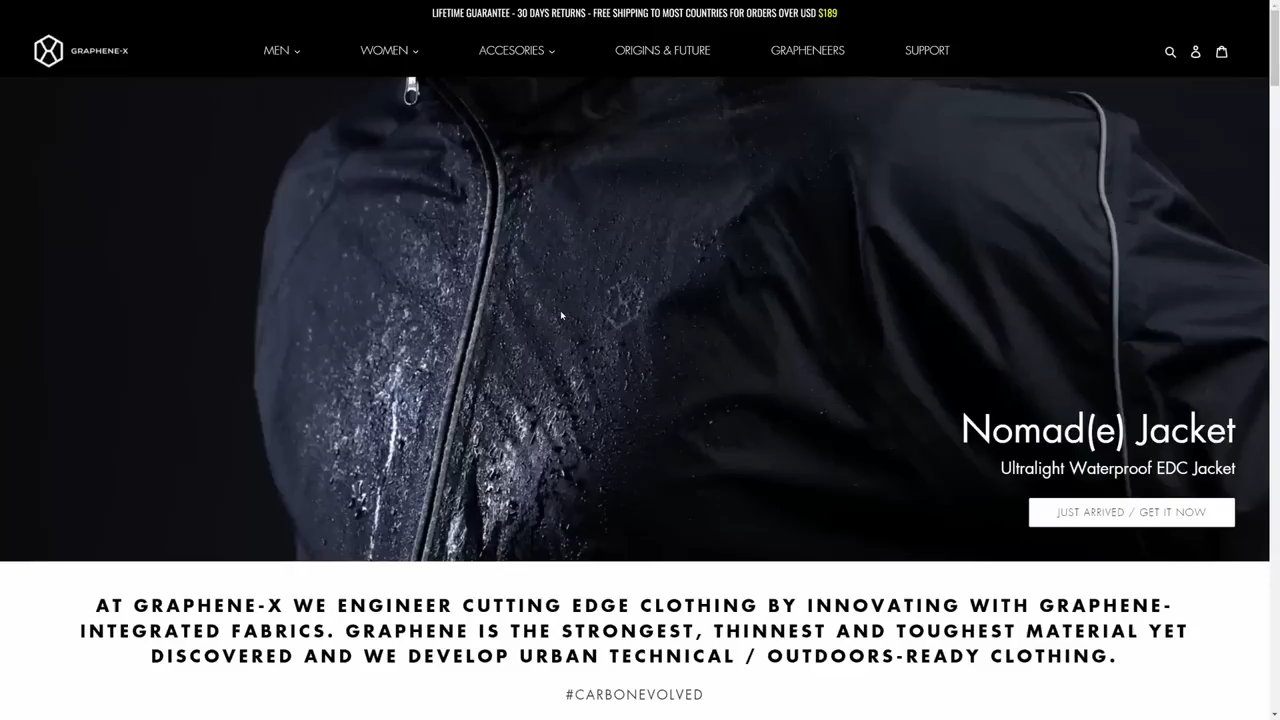 LIFETIME GUARANTEE - 30 DAYS RETURNS - FREE SHIPPING TO MOST COUNTRIES FOR ORDERS OVER USD $189
GRAPHENE-X
MEN
WOMEN
ACCESORIES
ORIGINS & FUTURE
GRAPHENEERS
SUPPORT
Nomad(e) Jacket
Ultralight Waterproof EDC Jacket
JUST ARRIVED / GET IT NOW
AT GRAPHENE-X WE ENGINEER CUTTING EDGE CLOTHING BY INNOVATING WITH GRAPHENE-
INTEGRATED FABRICS. GRAPHENE IS THE STRONGEST, THINNEST AND TOUGHEST MATERIAL YET
DISCOVERED AND WE DEVELOP URBAN TECHNICAL / OUTDOORS-READY CLOTHING.
#CARBONEVOLVED